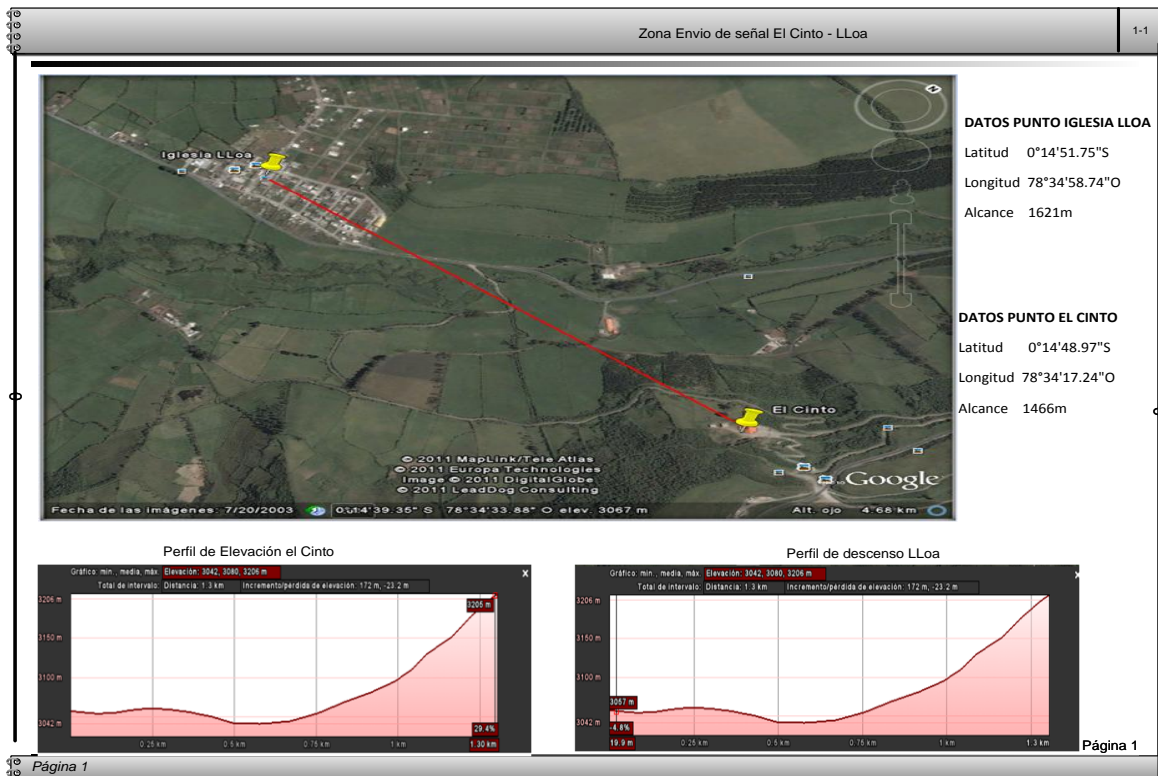 Zona Envio de señal El Cinto - LLoa
1-1
Iglesia LLoa
El Cinto
© 2011 MapLink/Tele Atlas
© 2011 Europa Technologies
Image © 2011 DigitalGlobe
© 2011 LeadDog Consulting
Google
Fecha de las imágenes: 7/20/2003 0°14'39.35" S 78°34'33.88" O elev. 3067 m Alt. ojo 4.68 km
DATOS PUNTO IGLESIA LLOA
Latitud 0°14'51.75"S
Longitud 78°34'58.74"O
Alcance 1621m
DATOS PUNTO EL CINTO
Latitud 0°14'48.97"S
Longitud 78°34'17.24"O
Alcance 1466m
Perfil de Elevación el Cinto
Gráfico: min., media, máx. Elevación: 3042, 3080, 3206 m
Total de intervalo: Distancia: 1.3 km Incremento/pérdida de elevación: 172 m, -23.2 m
3206 m
3150 m
3100 m
3042 m
3205 m
29.4%
0.25 km 0.5 km 0.75 km 1 km 1.30 km
Perfil de descenso LLoa
Gráfico: min., media, máx. Elevación: 3042, 3080, 3206 m
Total de intervalo: Distancia: 1.3 km Incremento/pérdida de elevación: 172 m, -23.2 m
3206 m
3150 m
3100 m
3042 m
3057 m
-4.8%
19.9 m 0.25 km 0.5 km 0.75 km 1 km 1.3 km
Página 1
Página 1